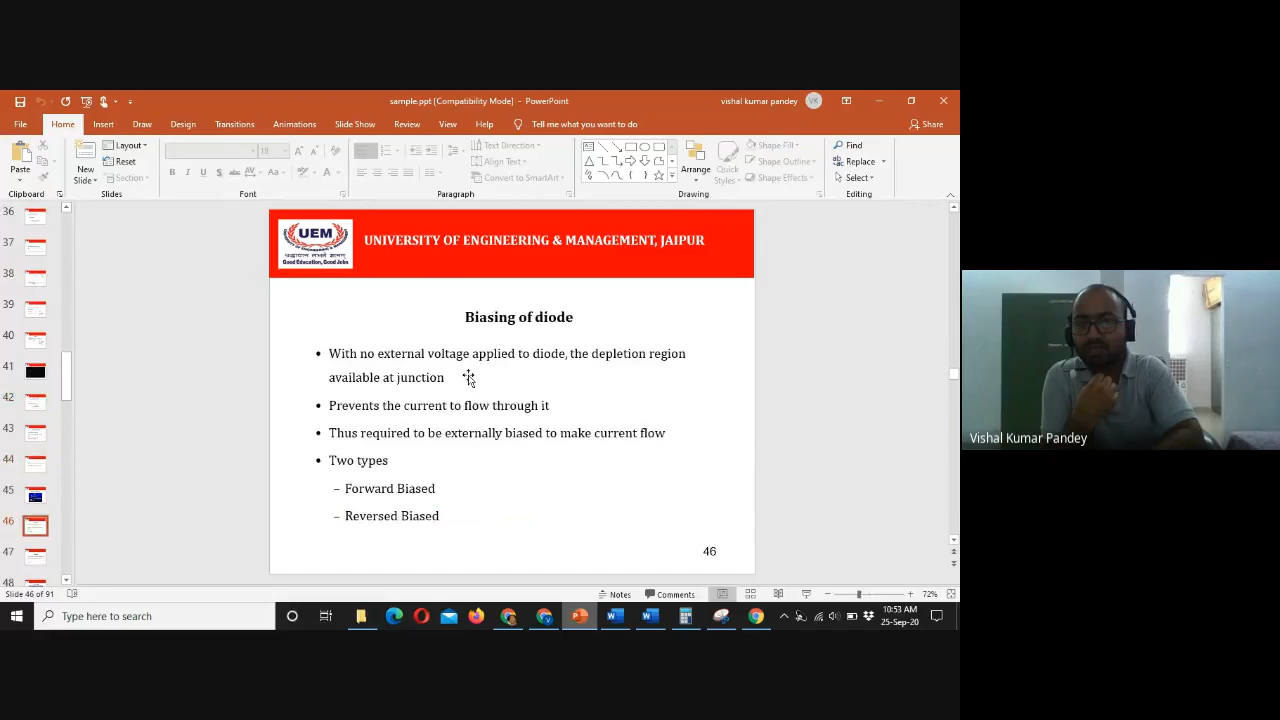 sample.ppt [Compatibility Mode] - PowerPoint
vishal kumar pandey
VK
File Home Insert Draw Design Transitions Animations Slide Show Review View Help Tell me what you want to do
Share
Paste
Clipboard
New
Slide
Layout
Reset
Section
Slides
18
Font
Text Direction
Align Text
Convert to SmartArt
Paragraph
Arrange
Quick
Styles
Shape Fill
Shape Outline
Shape Effects
Drawing
Find
Replace
Select
Editing
36
37
38
39
40
41
42
43
44
45
46
47
48
UEM
Good Education, Good Jobs
UNIVERSITY OF ENGINEERING & MANAGEMENT, JAIPUR
Biasing of diode
• With no external voltage applied to diode, the depletion region
available at junction
• Prevents the current to flow through it
• Thus required to be externally biased to make current flow
• Two types
– Forward Biased
– Reversed Biased
46
Vishal Kumar Pandey
Slide 46 of 91
Notes
Comments
72%
Type here to search
10:53 AM
25-Sep-20